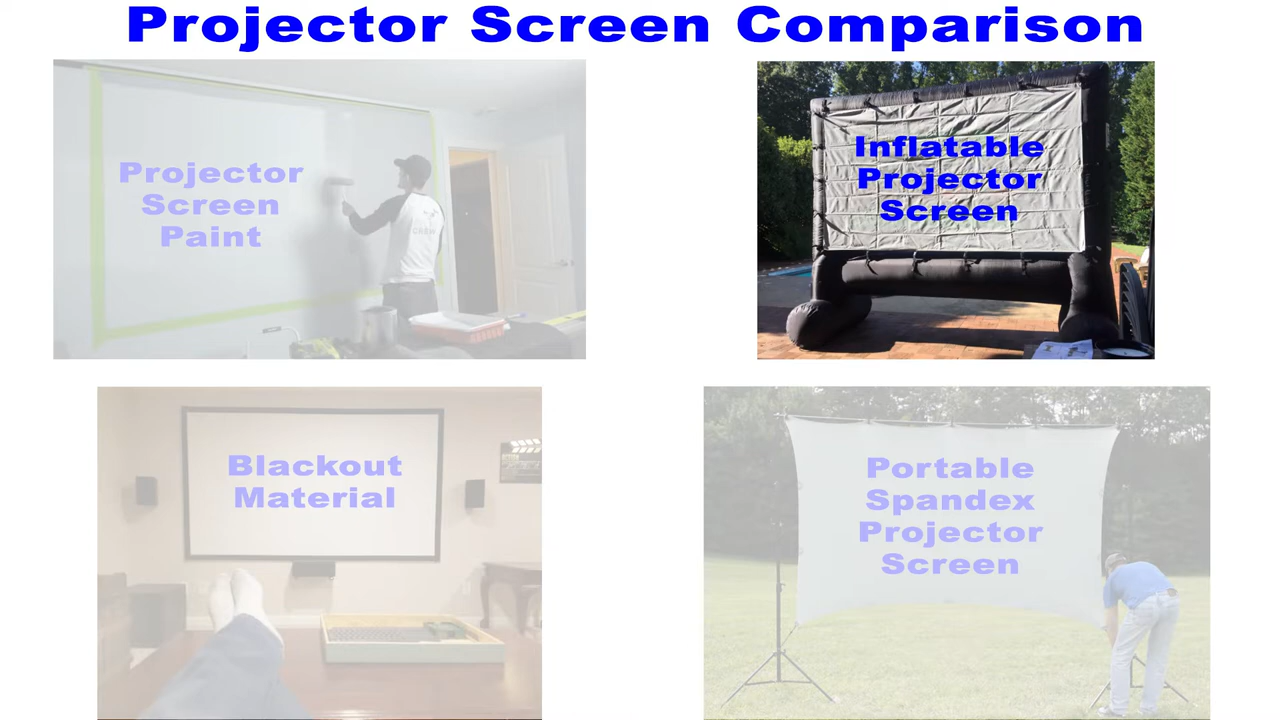 Projector Screen Comparison
Projector
Screen
Paint
Inflatable
Projector
Screen
Blackout
Material
Portable
Spandex
Projector
Screen